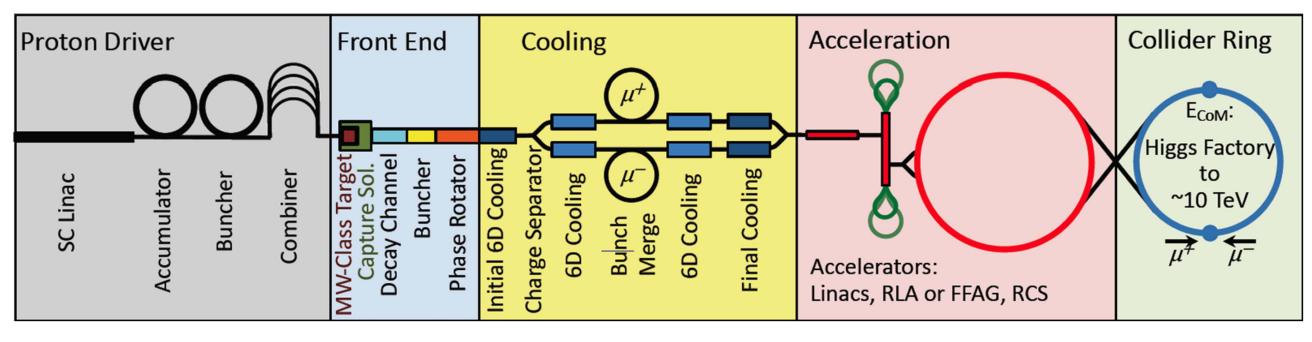 Proton Driver
Front End
Cooling
Acceleration
Collider Ring
SC Linac
Accumulator
Buncher
Combiner
MW-Class Target
Capture Sol.
Decay Channel
Buncher
Phase Rotator
Initial 6D Cooling
Charge Separator
6D Cooling
μ+
μ−
Bunch
Merge
6D Cooling
Final Cooling
Accelerators:
Linacs, RLA or FFAG, RCS
ECoM:
Higgs Factory
to
~10 TeV
μ+
μ−